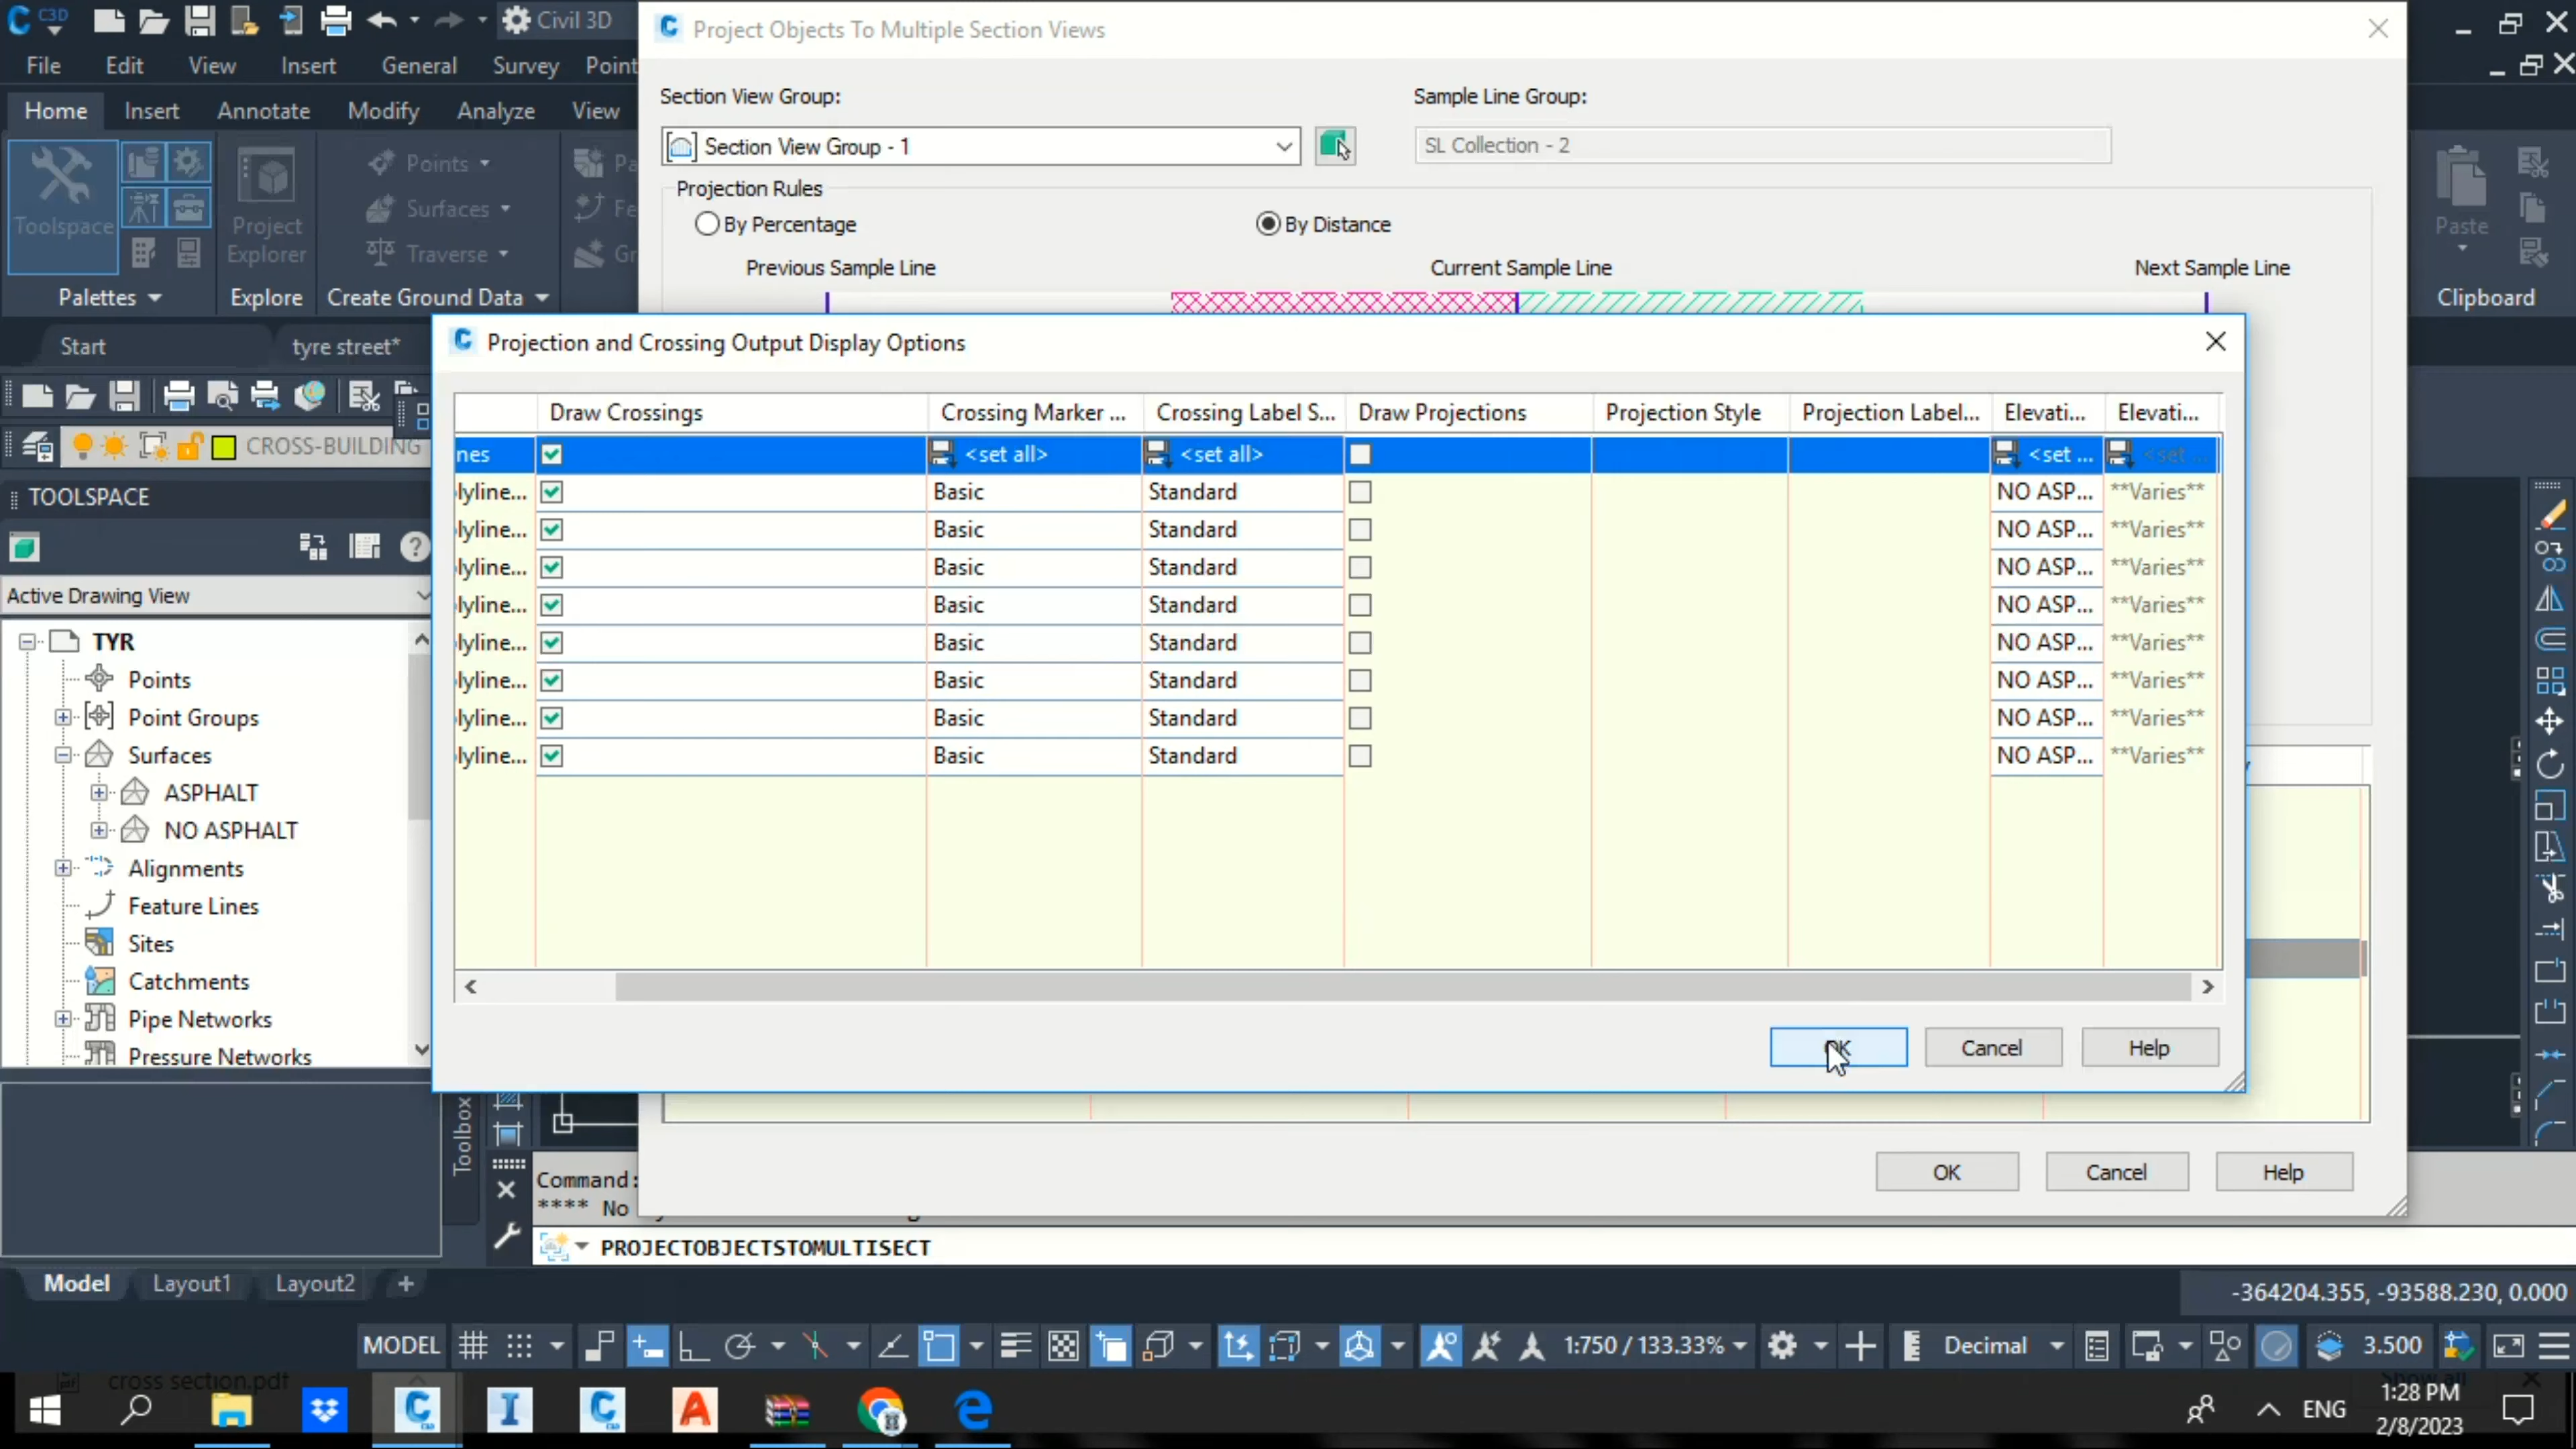 C3D
Civil 3D
Project Objects To Multiple Section Views
File Edit View Insert General Survey Point
Section View Group:
Sample Line Group:
Home Insert Annotate Modify Analyze View
Section View Group - 1
SL Collection - 2
Projection Rules
Points
Surfaces
Traverse
Toolspace
Project
Explorer
Paste
By Percentage
By Distance
Previous Sample Line
Current Sample Line
Next Sample Line
Palettes
Explore
Create Ground Data
Clipboard
Start
tyre street*
Projection and Crossing Output Display Options
CROSS-BUILDING
Draw Crossings Crossing Marker ... Crossing Label S... Draw Projections Projection Style Projection Label... Elevati... Elevati...
nes <set all> <set all> <set ... <set ...
lyline... Basic Standard NO ASP... **Varies**
lyline... Basic Standard NO ASP... **Varies**
lyline... Basic Standard NO ASP... **Varies**
lyline... Basic Standard NO ASP... **Varies**
lyline... Basic Standard NO ASP... **Varies**
lyline... Basic Standard NO ASP... **Varies**
lyline... Basic Standard NO ASP... **Varies**
lyline... Basic Standard NO ASP... **Varies**
TOOLSPACE
Active Drawing View
TYR
Points
Point Groups
Surfaces
ASPHALT
NO ASPHALT
Alignments
Feature Lines
Sites
Catchments
Pipe Networks
Pressure Networks
OK Cancel Help
Toolbox
OK Cancel Help
Command:
**** No
PROJECTOBJECTSTOMULTISECT
Model Layout1 Layout2 +
-364204.355, -93588.230, 0.000
MODEL
1:750 / 133.33%
Decimal
3.500
cross section.pdf
Show all
ENG
1:28 PM
2/8/2023